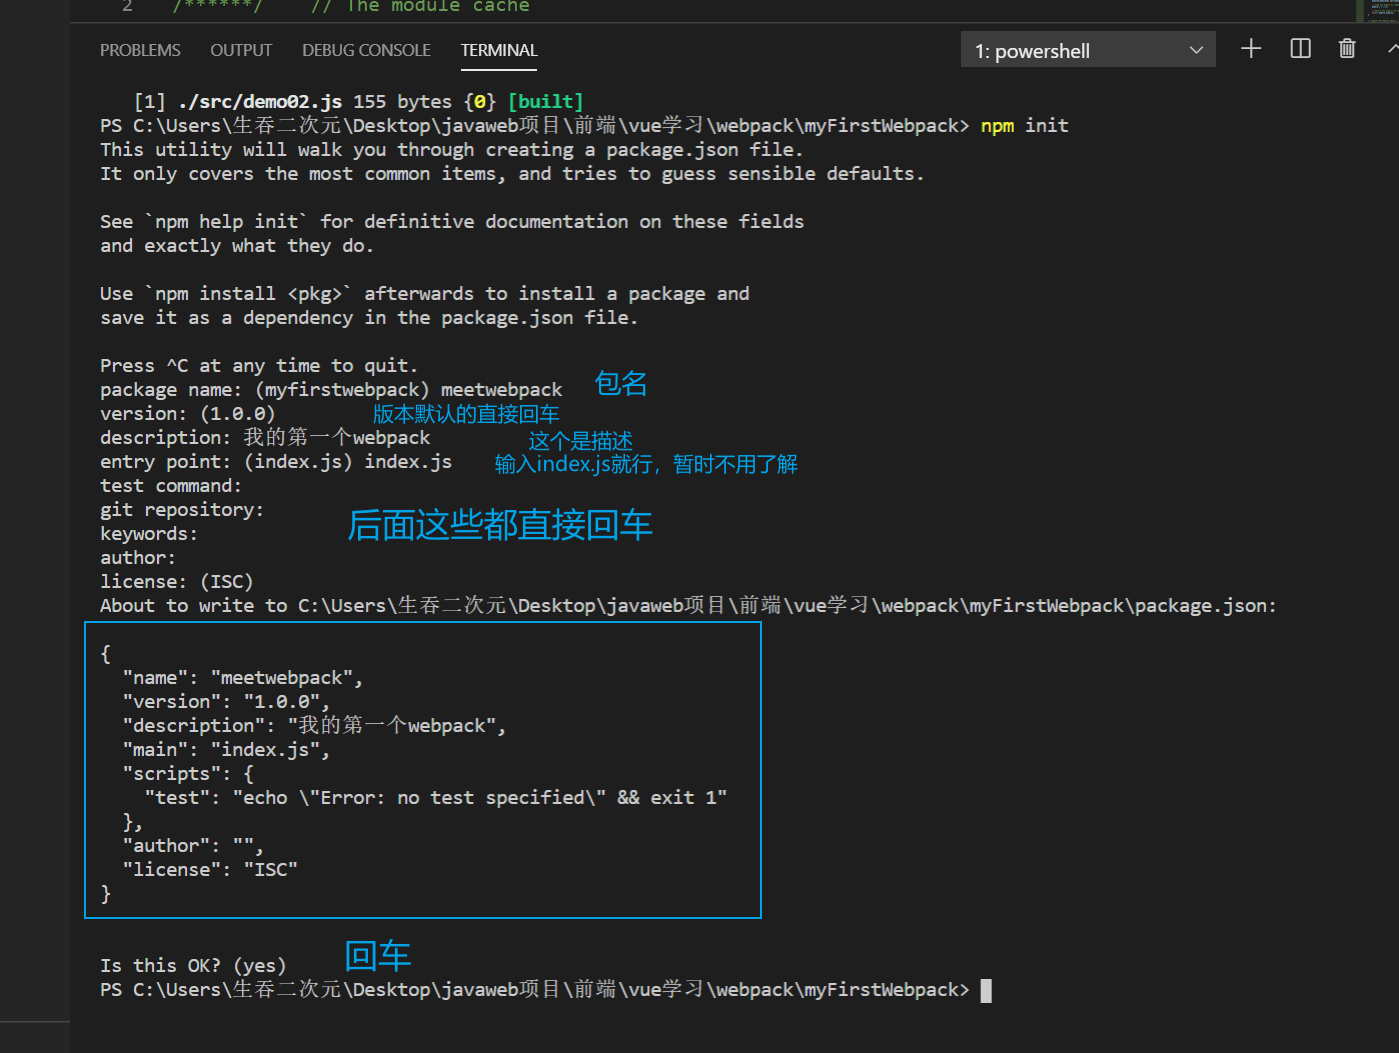 2 /******/ // The module cache
PROBLEMS OUTPUT DEBUG CONSOLE TERMINAL 1: powershell
[1] ./src/demo02.js 155 bytes {0} [built]
PS C:\Users\生吞二次元\Desktop\javaweb项目\前端\vue学习\webpack\myFirstWebpack> npm init
This utility will walk you through creating a package.json file.
It only covers the most common items, and tries to guess sensible defaults.
See `npm help init` for definitive documentation on these fields
and exactly what they do.
Use `npm install <pkg>` afterwards to install a package and
save it as a dependency in the package.json file.
Press ^C at any time to quit.
package name: (myfirstwebpack) meetwebpack 包名
version: (1.0.0) 版本默认的直接回车
description: 我的第一个webpack 这个是描述
entry point: (index.js) index.js 输入index.js就行，暂时不用了解
test command:
git repository:
后面这些都直接回车
keywords:
author:
license: (ISC)
About to write to C:\Users\生吞二次元\Desktop\javaweb项目\前端\vue学习\webpack\myFirstWebpack\package.json:
{
"name": "meetwebpack",
"version": "1.0.0",
"description": "我的第一个webpack",
"main": "index.js",
"scripts": {
"test": "echo \"Error: no test specified\" && exit 1"
},
"author": "",
"license": "ISC"
}
Is this OK? (yes) 回车
PS C:\Users\生吞二次元\Desktop\javaweb项目\前端\vue学习\webpack\myFirstWebpack>